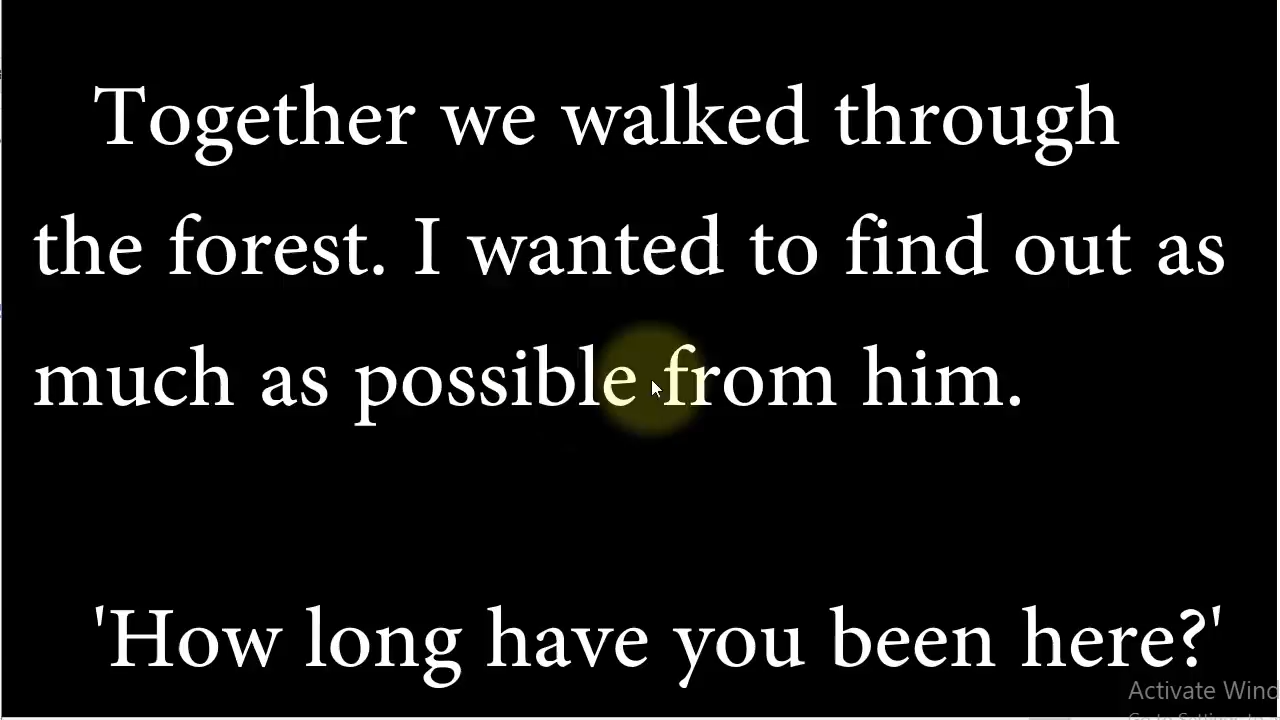 Together we walked through
the forest. I wanted to find out as
much as possible from him.
'How long have you been here?'
Activate Wind